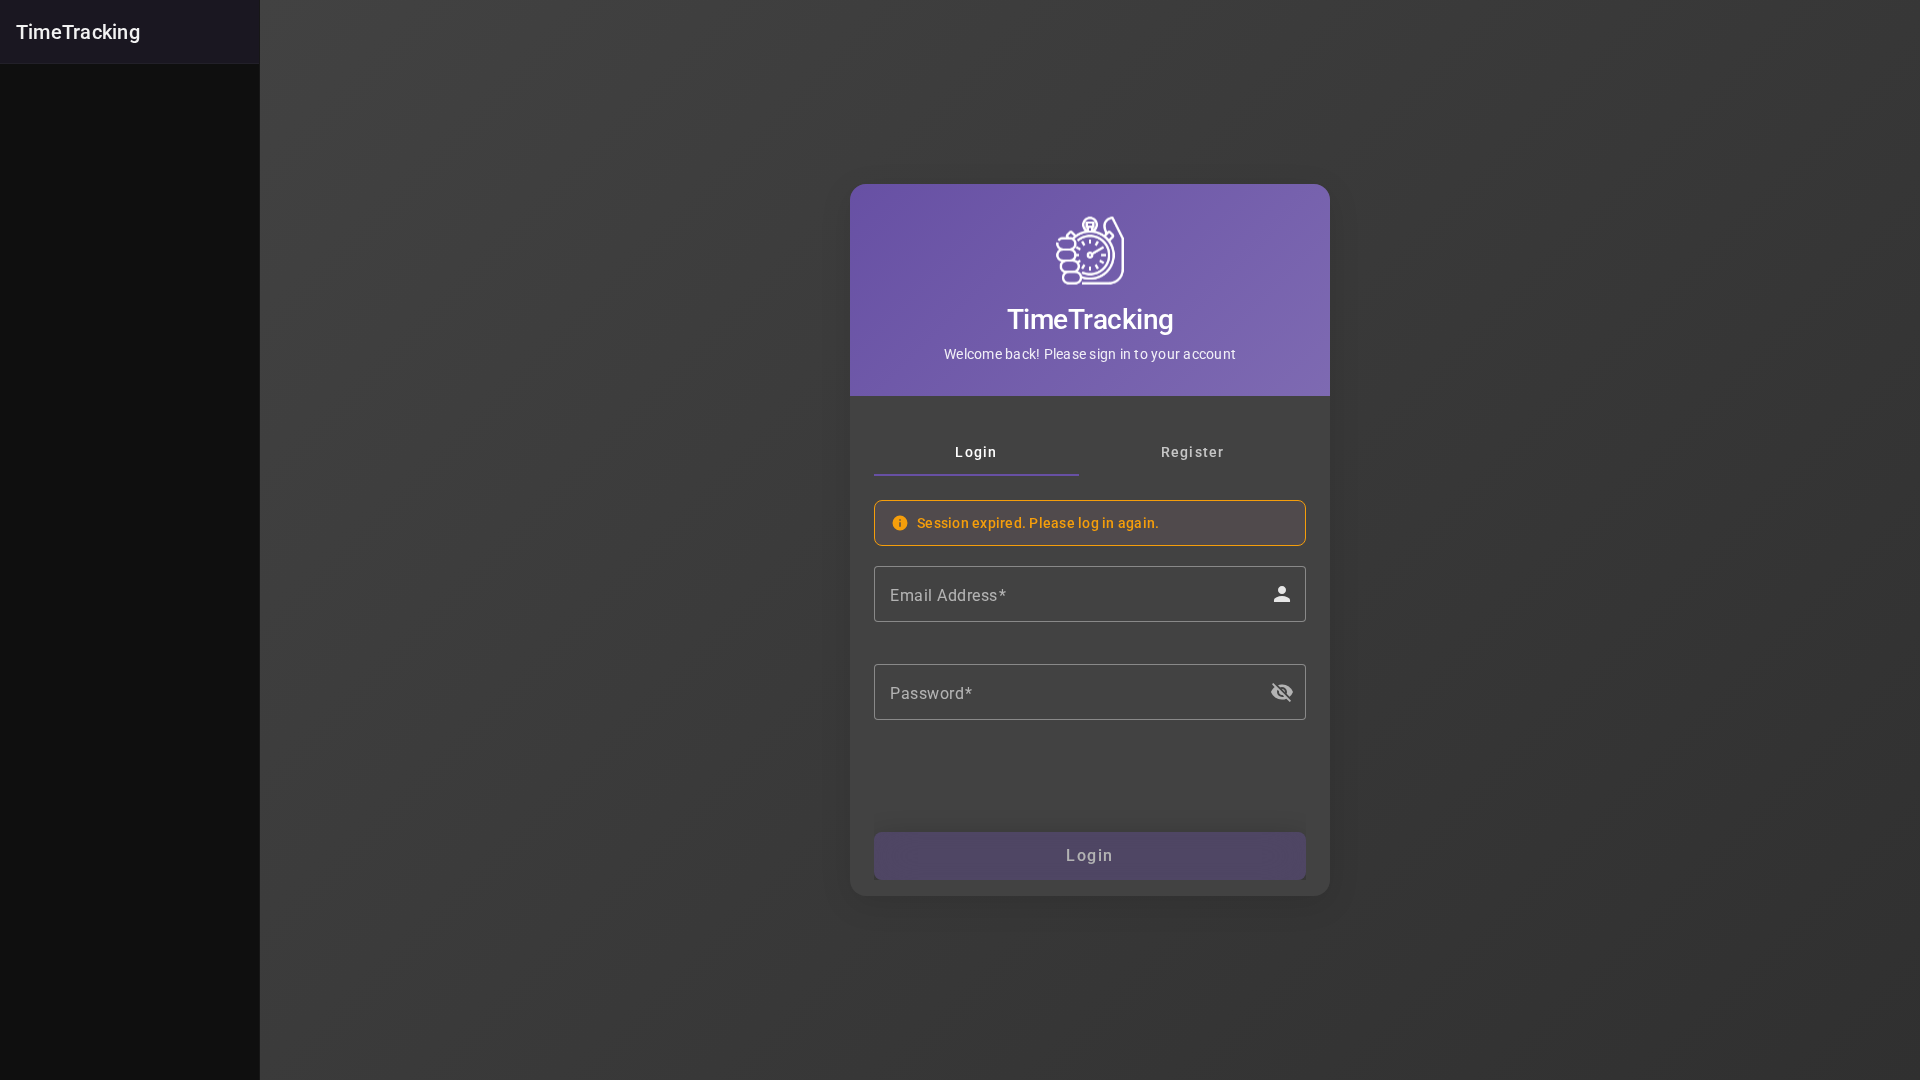 TimeTracking
TimeTracking
Welcome back! Please sign in to your account
Login
Register
Session expired. Please log in again.
Email Address*
Password*
Login